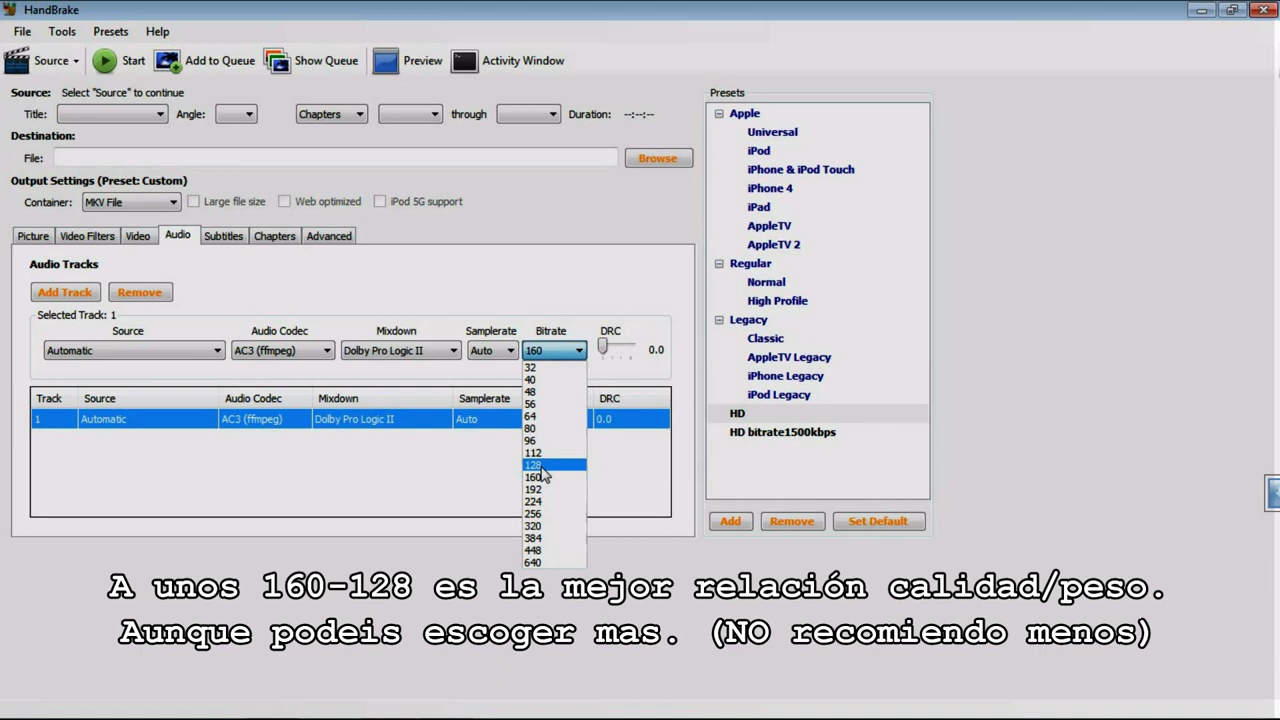 HandBrake
File Tools Presets Help
Source Start Add to Queue Show Queue Preview Activity Window
Source: Select "Source" to continue
Title: Angle: Chapters through Duration: --:--:--
Destination:
File: Browse
Output Settings (Preset: Custom)
Container: MKV File Large file size Web optimized iPod 5G support
Picture Video Filters Video Audio Subtitles Chapters Advanced
Audio Tracks
Add Track Remove
Selected Track: 1
Source Audio Codec Mixdown Samplerate Bitrate DRC
Automatic AC3 (ffmpeg) Dolby Pro Logic II Auto 160 0.0
Track Source Audio Codec Mixdown Samplerate DRC
1 Automatic AC3 (ffmpeg) Dolby Pro Logic II Auto 0.0
32
40
48
56
64
80
96
112
128
160
192
224
256
320
384
448
640
Presets
Apple
Universal
iPod
iPhone & iPod Touch
iPhone 4
iPad
AppleTV
AppleTV 2
Regular
Normal
High Profile
Legacy
Classic
AppleTV Legacy
iPhone Legacy
iPod Legacy
HD
HD bitrate1500kbps
Add Remove Set Default
A unos 160-128 es la mejor relación calidad/peso.
Aunque podeis escoger mas. (NO recomiendo menos)